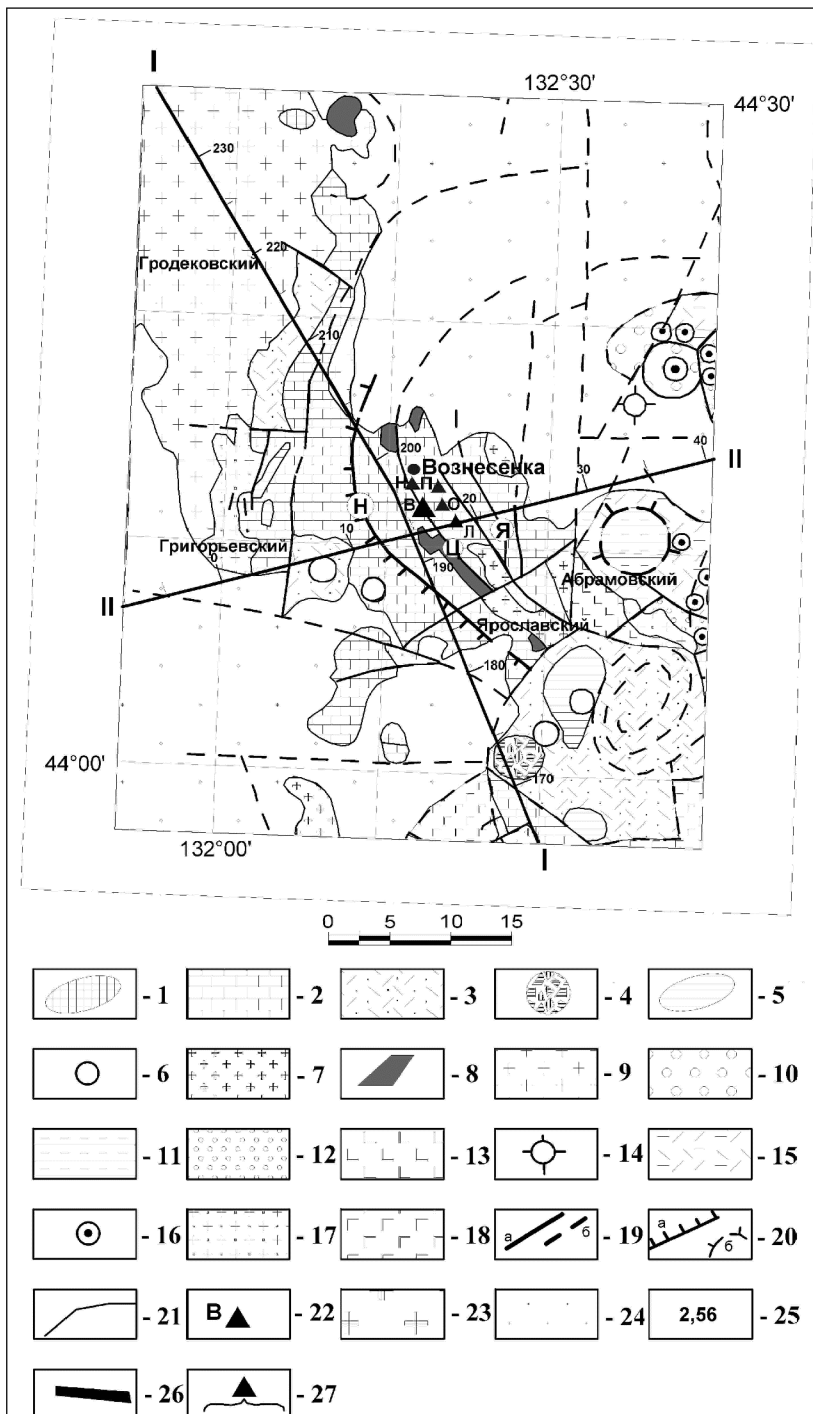 I
132°30'
44°30'
230
220
Гродековский
210
200
Вознесенка
Н П
40
II
30
Н
В О 20
Л
Я
10
Ц
Григорьевский
0
190
Абрамовский
II
Ярославский
180
44°00'
170
132°00'
I
0 5 10 15
- 1 - 2 - 3 - 4 - 5
- 6 - 7 - 8 - 9 - 10
- 11 - 12 - 13 - 14 - 15
- 16 - 17 - 18 а б - 19 а б - 20
- 21 В - 22 - 23 - 24 2,56 - 25
- 26 - 27